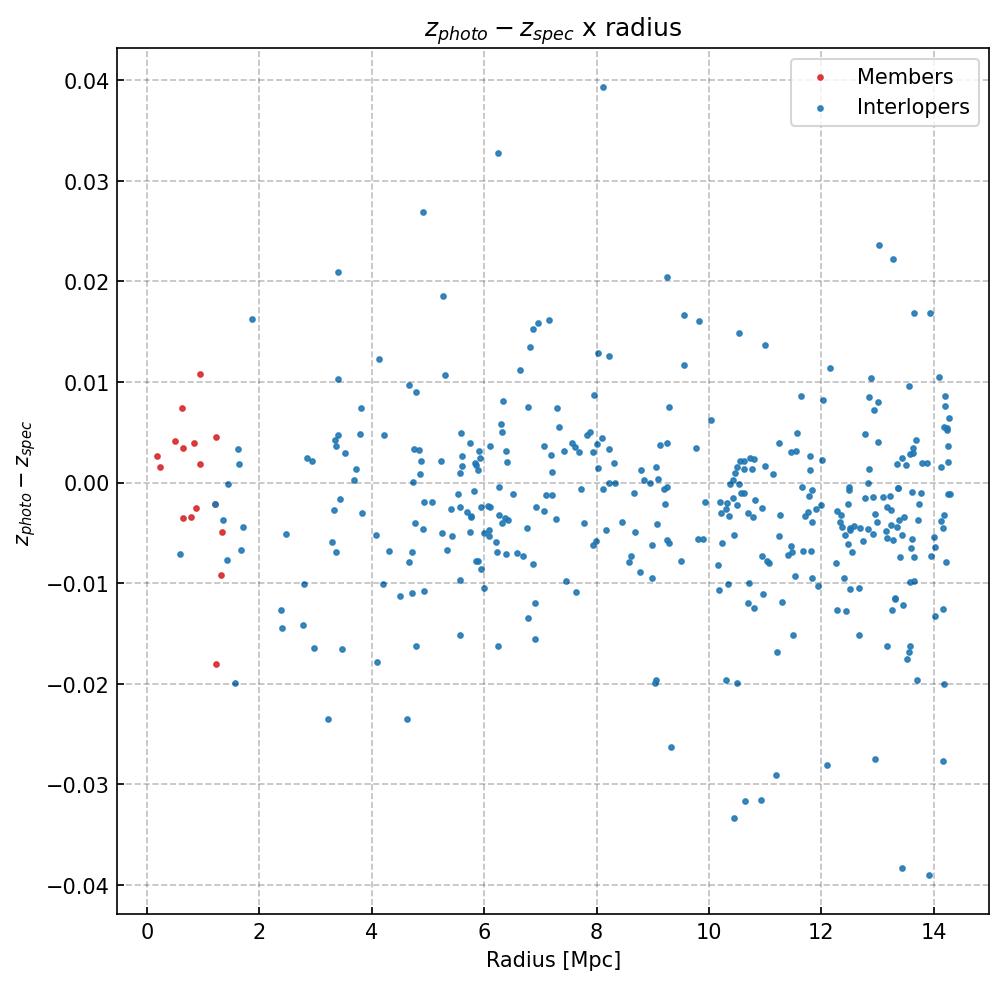 z_photo − z_spec x radius
Members
Interlopers
0.04
0.03
0.02
0.01
0.00
−0.01
−0.02
−0.03
−0.04
z_photo − z_spec
0 2 4 6 8 10 12 14
Radius [Mpc]